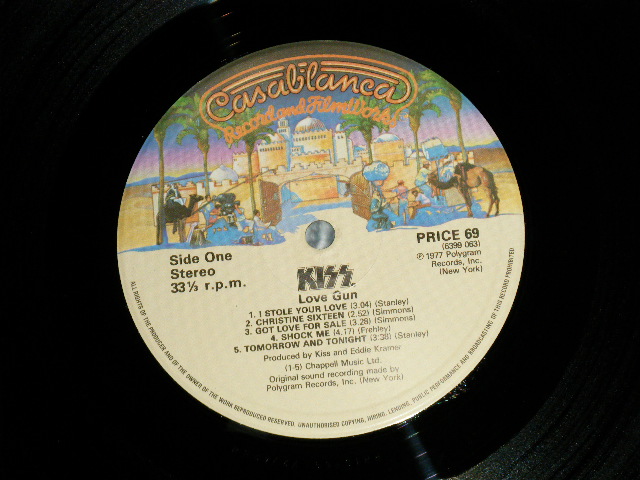 Casablanca
Record and FilmWorks
Side One
Stereo
33⅓ r.p.m.
PRICE 69
(6399 063)
℗ 1977 Polygram
Records, Inc.
(New York)
KISS
Love Gun
1. I STOLE YOUR LOVE (3.04) (Stanley)
2. CHRISTINE SIXTEEN (2.52) (Simmons)
3. GOT LOVE FOR SALE (3.28) (Simmons)
4. SHOCK ME (4.17) (Frehley)
5. TOMORROW AND TONIGHT (3:38) (Stanley)
Produced by Kiss and Eddie Kramer
(1-5) Chappell Music Ltd.
Original sound recording made by
Polygram Records, Inc. (New York)
ALL RIGHTS OF THE PRODUCER AND OF THE OWNER OF THE WORK REPRODUCED RESERVED. UNAUTHORISED COPYING, HIRING, LENDING, PUBLIC PERFORMANCE AND BROADCASTING OF THIS RECORD PROHIBITED